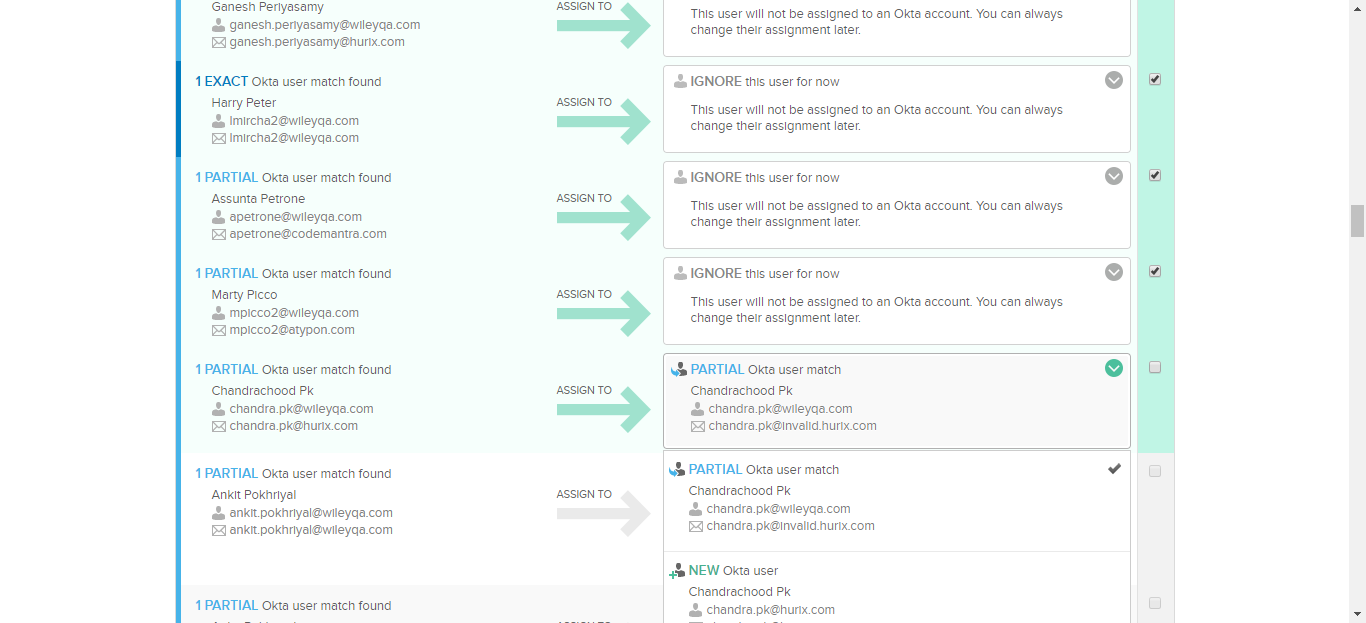 Ganesh Periyasamy
ganesh.periyasamy@wileyqa.com
ganesh.periyasamy@hurix.com
ASSIGN TO
This user will not be assigned to an Okta account. You can always
change their assignment later.
1 EXACT Okta user match found
Harry Peter
lmircha2@wileyqa.com
lmircha2@wileyqa.com
ASSIGN TO
IGNORE this user for now
This user will not be assigned to an Okta account. You can always
change their assignment later.
1 PARTIAL Okta user match found
Assunta Petrone
apetrone@wileyqa.com
apetrone@codemantra.com
ASSIGN TO
IGNORE this user for now
This user will not be assigned to an Okta account. You can always
change their assignment later.
1 PARTIAL Okta user match found
Marty Picco
mpicco2@wileyqa.com
mpicco2@atypon.com
ASSIGN TO
IGNORE this user for now
This user will not be assigned to an Okta account. You can always
change their assignment later.
1 PARTIAL Okta user match found
Chandrachood Pk
chandra.pk@wileyqa.com
chandra.pk@hurix.com
ASSIGN TO
PARTIAL Okta user match
Chandrachood Pk
chandra.pk@wileyqa.com
chandra.pk@invalid.hurix.com
1 PARTIAL Okta user match found
Ankit Pokhriyal
ankit.pokhriyal@wileyqa.com
ankit.pokhriyal@wileyqa.com
ASSIGN TO
PARTIAL Okta user match
Chandrachood Pk
chandra.pk@wileyqa.com
chandra.pk@invalid.hurix.com
NEW Okta user
Chandrachood Pk
chandra.pk@hurix.com
1 PARTIAL Okta user match found